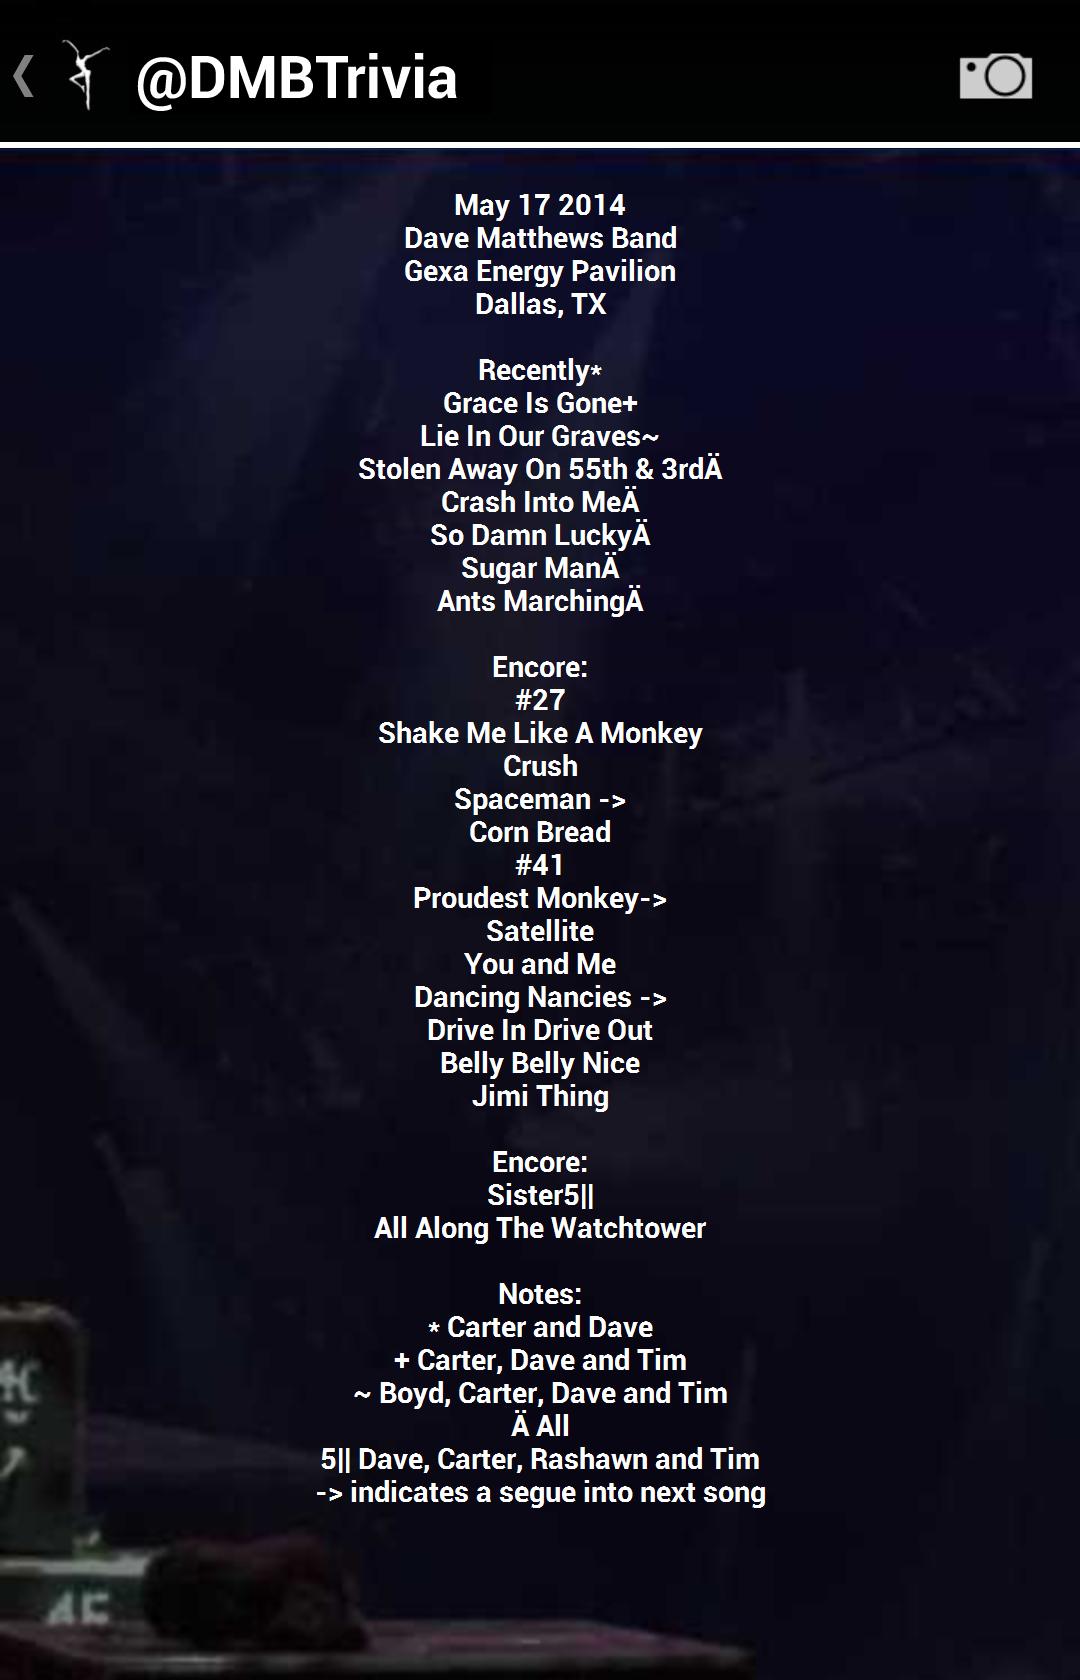 @DMBTrivia
May 17 2014
Dave Matthews Band
Gexa Energy Pavilion
Dallas, TX
Recently*
Grace Is Gone+
Lie In Our Graves~
Stolen Away On 55th & 3rdÄ
Crash Into MeÄ
So Damn LuckyÄ
Sugar ManÄ
Ants MarchingÄ
Encore:
#27
Shake Me Like A Monkey
Crush
Spaceman ->
Corn Bread
#41
Proudest Monkey->
Satellite
You and Me
Dancing Nancies ->
Drive In Drive Out
Belly Belly Nice
Jimi Thing
Encore:
Sister5||
All Along The Watchtower
Notes:
* Carter and Dave
+ Carter, Dave and Tim
~ Boyd, Carter, Dave and Tim
Ä All
5|| Dave, Carter, Rashawn and Tim
-> indicates a segue into next song